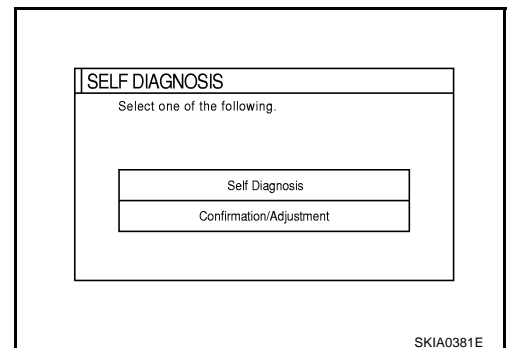 SELF DIAGNOSIS
Select one of the following.
Self Diagnosis
Confirmation/Adjustment
SKIA0381E